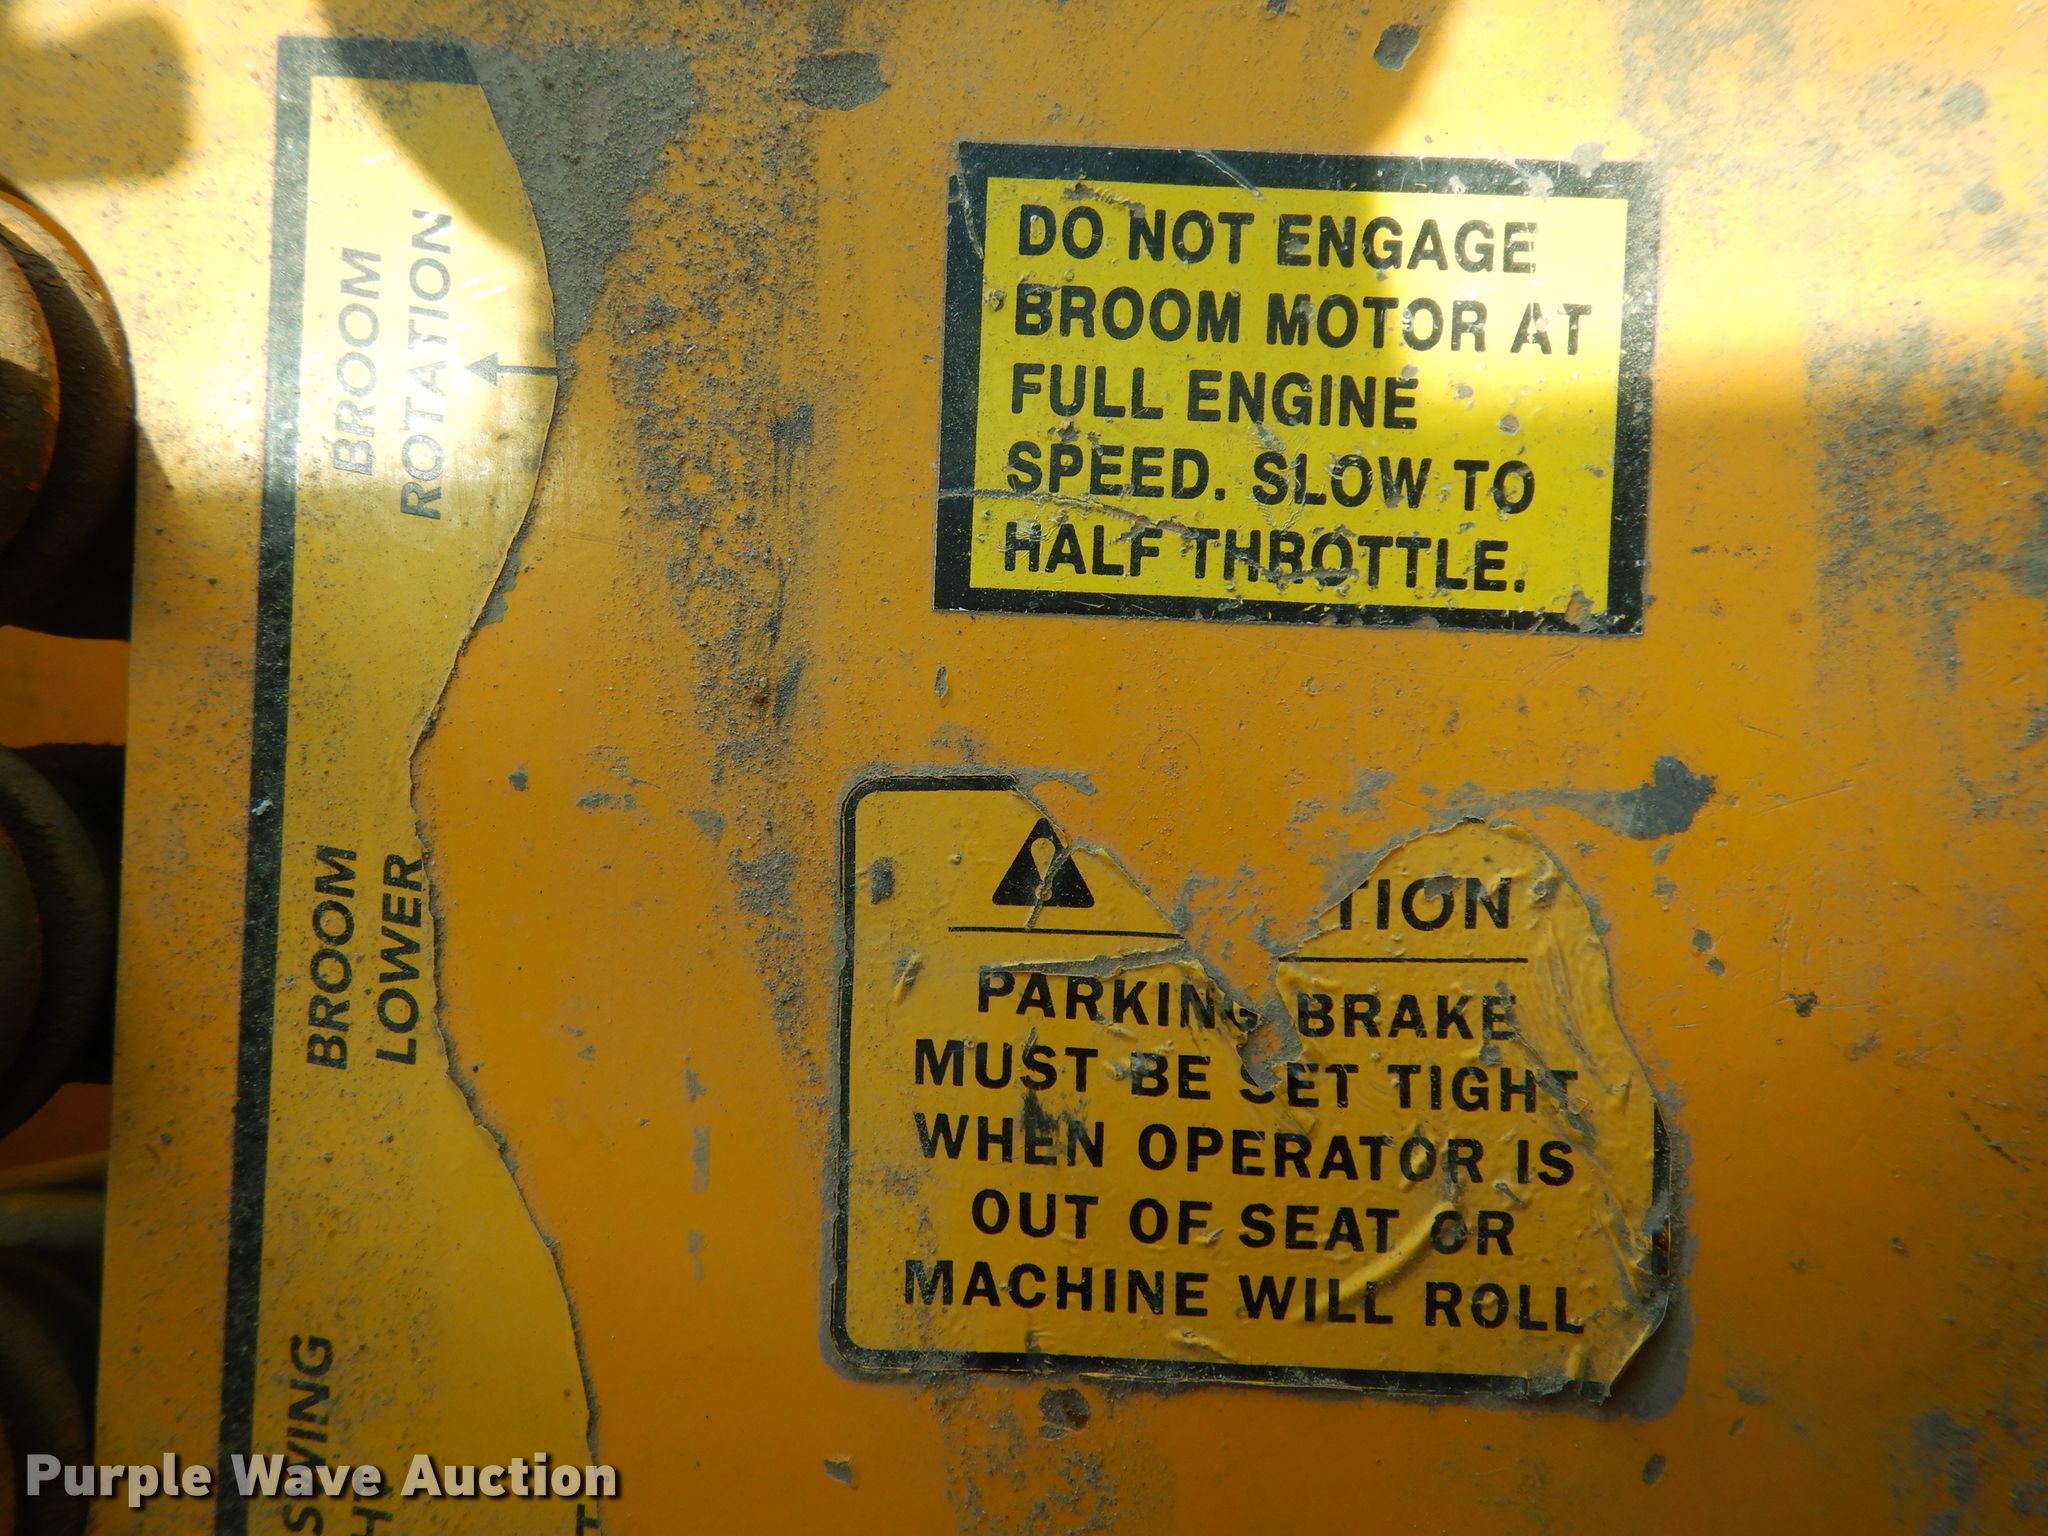 BROOM
ROTATION
BROOM
LOWER
SWING
DO NOT ENGAGE
BROOM MOTOR AT
FULL ENGINE
SPEED. SLOW TO
HALF THROTTLE.
TION
PARKING BRAKE
MUST BE SET TIGHT
WHEN OPERATOR IS
OUT OF SEAT OR
MACHINE WILL ROLL
Purple Wave Auction